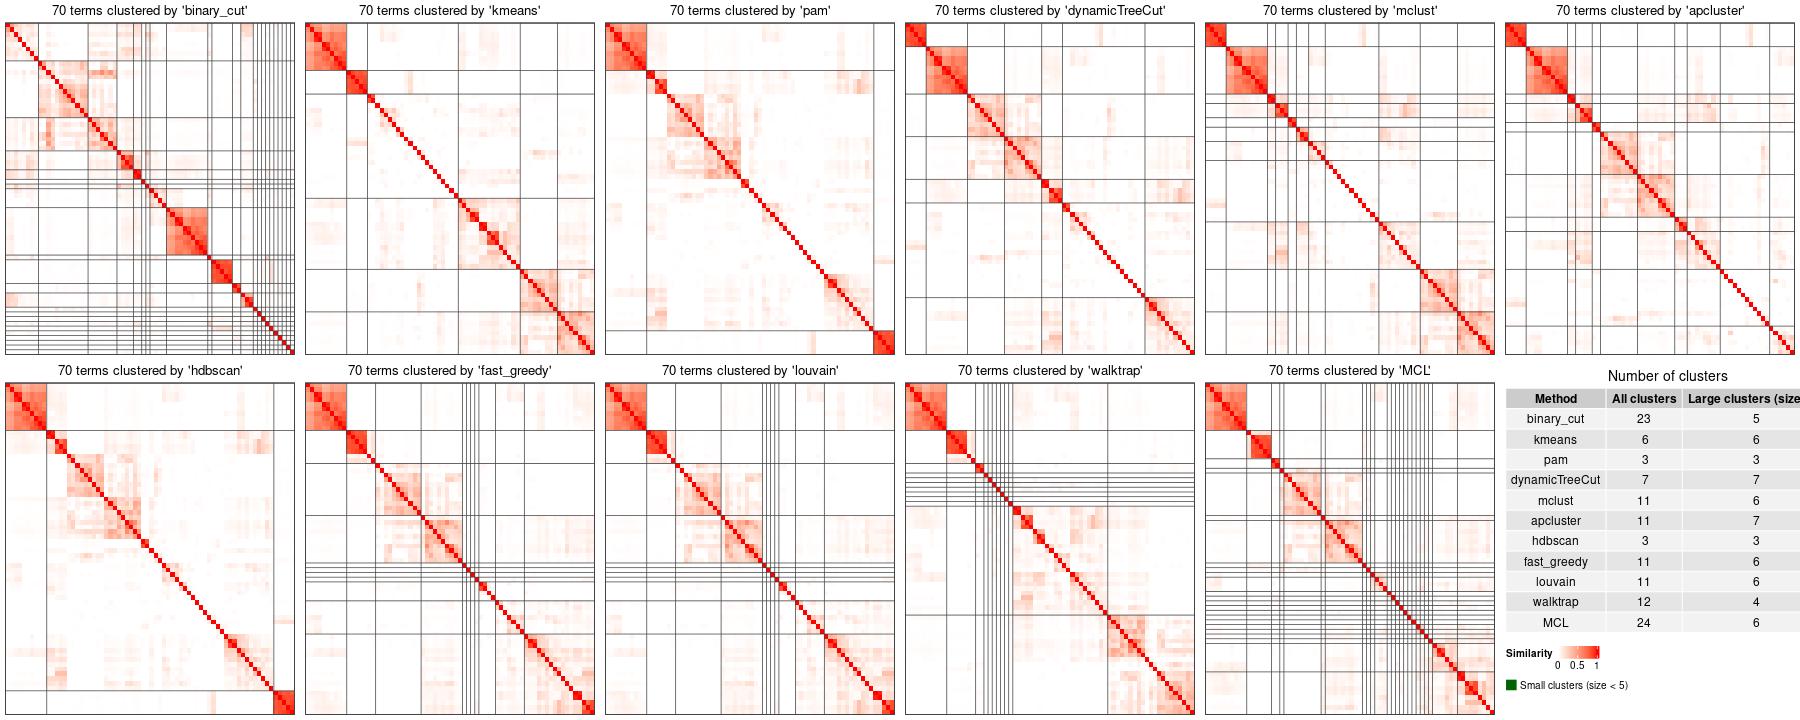 70 terms clustered by 'binary_cut'
70 terms clustered by 'kmeans'
70 terms clustered by 'pam'
70 terms clustered by 'dynamicTreeCut'
70 terms clustered by 'mclust'
70 terms clustered by 'apcluster'
70 terms clustered by 'hdbscan'
70 terms clustered by 'fast_greedy'
70 terms clustered by 'louvain'
70 terms clustered by 'walktrap'
70 terms clustered by 'MCL'
Number of clusters
Method All clusters Large clusters (size
binary_cut 23 5
kmeans 6 6
pam 3 3
dynamicTreeCut 7 7
mclust 11 6
apcluster 11 7
hdbscan 3 3
fast_greedy 11 6
louvain 11 6
walktrap 12 4
MCL 24 6
Similarity
0 0.5 1
Small clusters (size < 5)